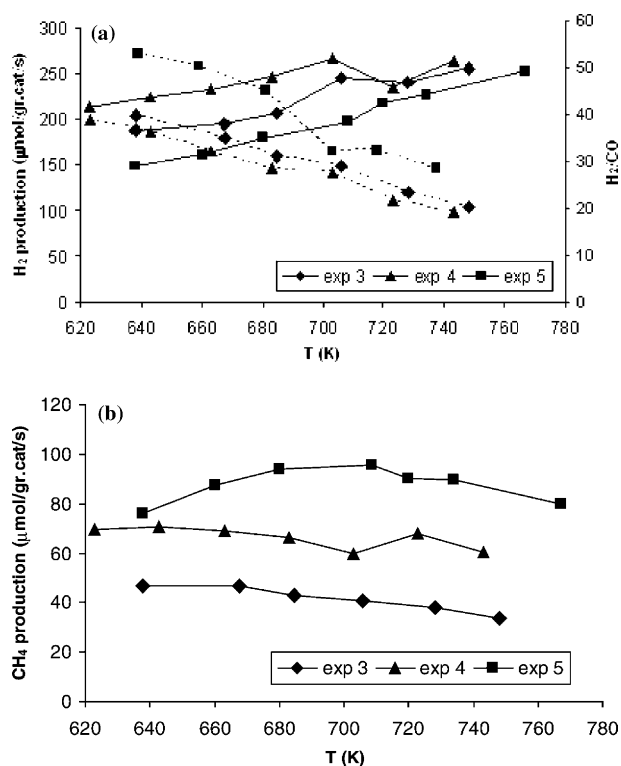 (a)
300
250
200
150
100
50
0
H₂ production (μmol/gr.cat/s)
60
50
40
30
20
10
0
H₂/CO
exp 3 exp 4 exp 5
620 640 660 680 700 720 740 760 780
T (K)
(b)
120
100
80
60
40
20
0
CH₄ production (μmol/gr.cat/s)
exp 3 exp 4 exp 5
620 640 660 680 700 720 740 760 780
T (K)